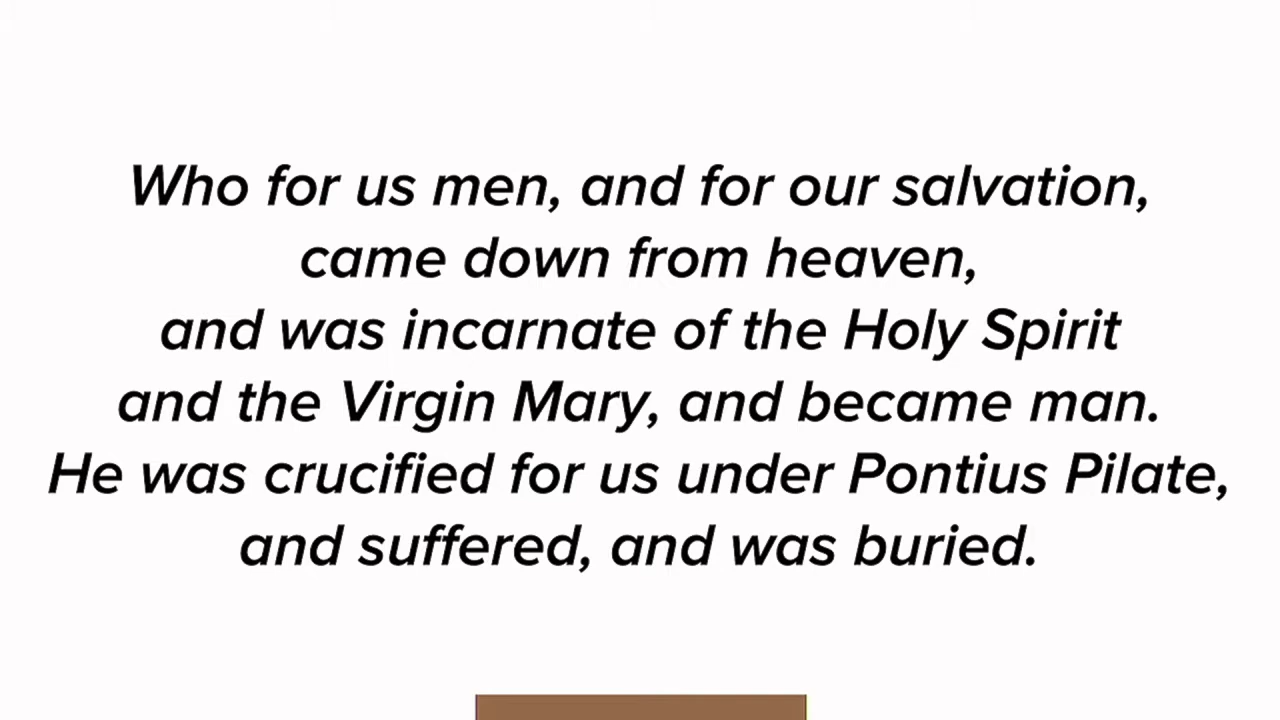 Who for us men, and for our salvation,
came down from heaven,
and was incarnate of the Holy Spirit
and the Virgin Mary, and became man.
He was crucified for us under Pontius Pilate,
and suffered, and was buried.